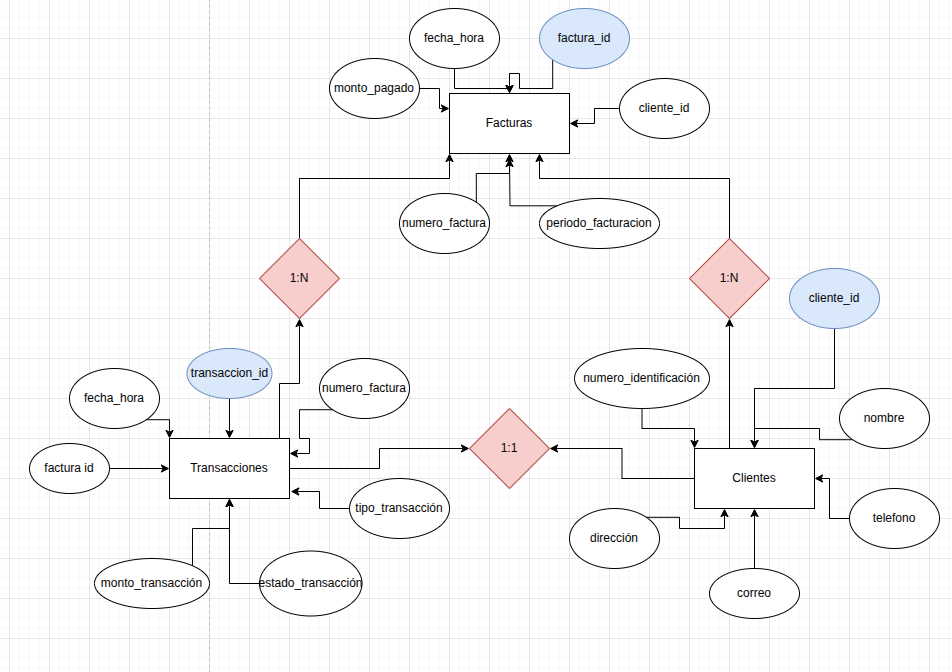 fecha_hora
factura_id
monto_pagado
cliente_id
Facturas
numero_factura
periodo_facturacion
1:N
1:N
cliente_id
transaccion_id
numero_factura
numero_identificación
fecha_hora
nombre
factura id
Transacciones
1:1
Clientes
tipo_transacción
telefono
dirección
monto_transacción
estado_transacción
correo